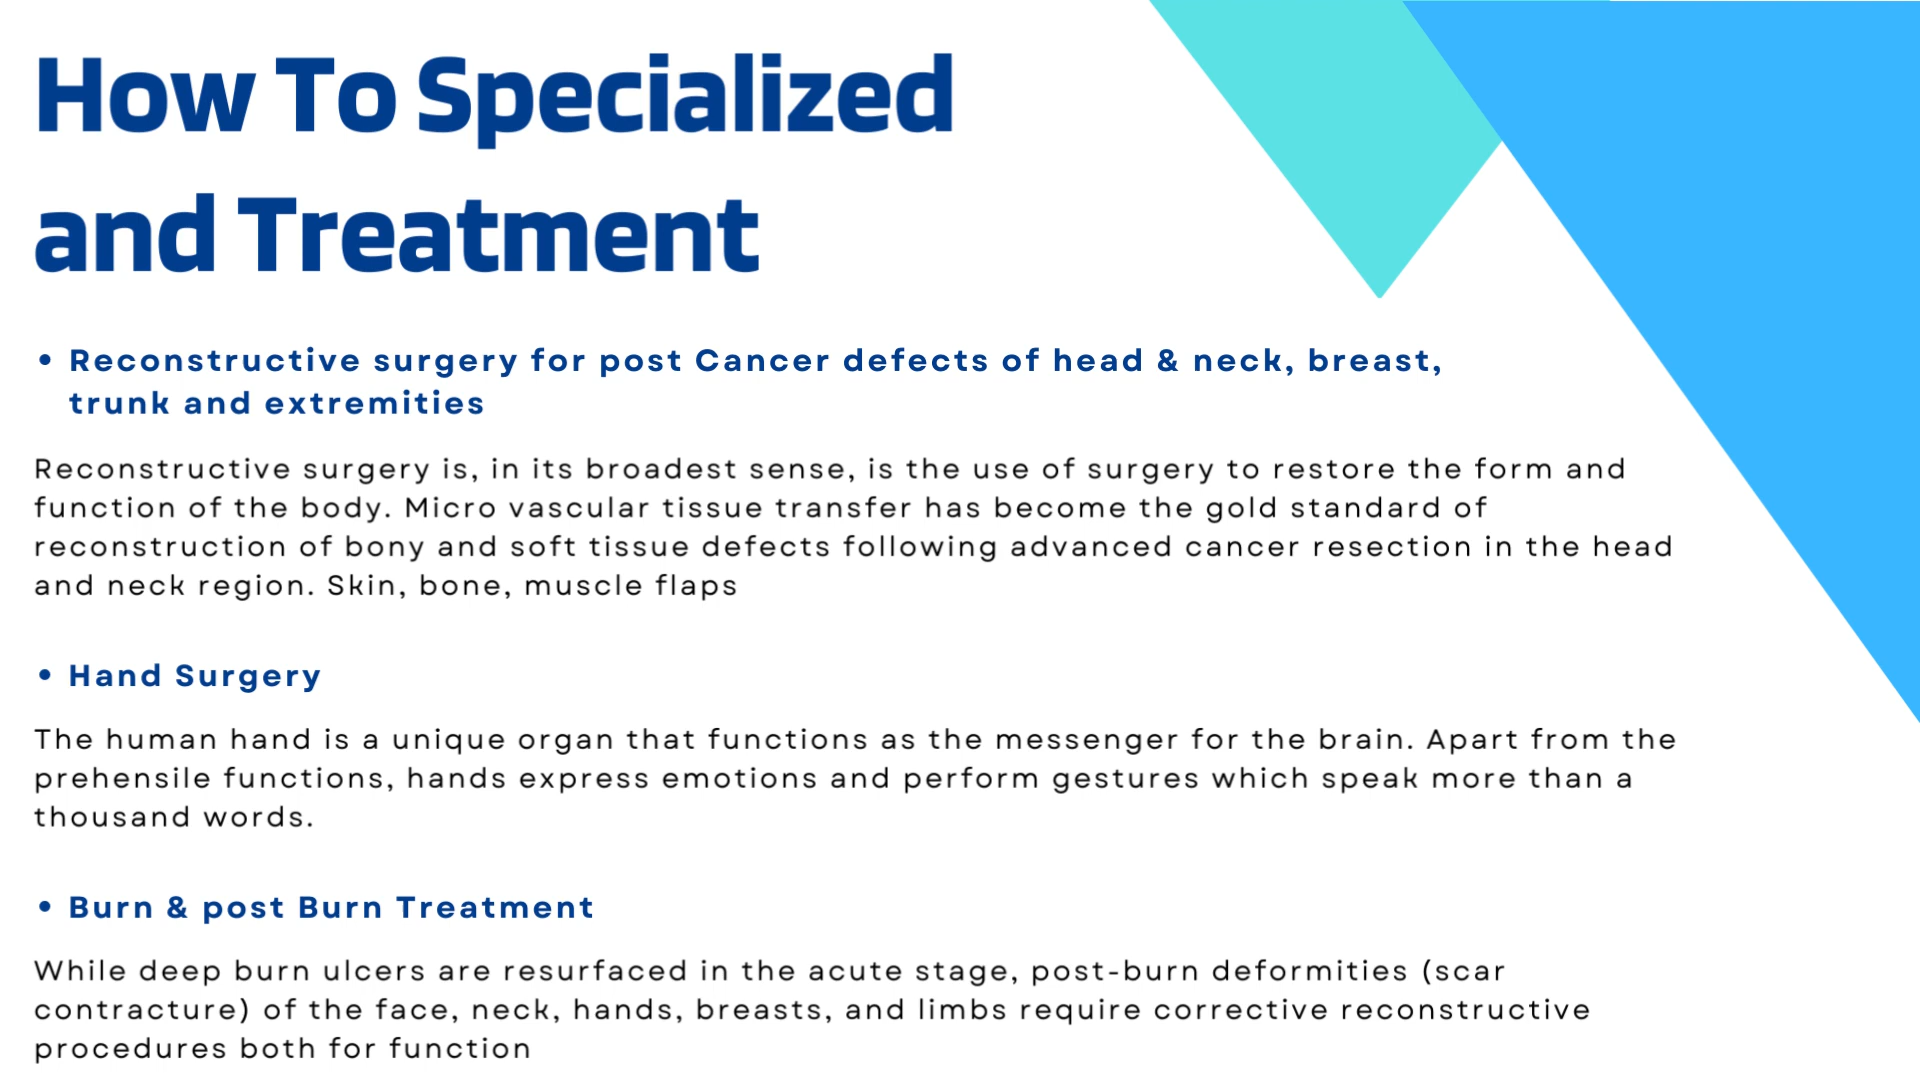 How To Specialized
and Treatment
• Reconstructive surgery for post Cancer defects of head & neck, breast,
trunk and extremities
Reconstructive surgery is, in its broadest sense, is the use of surgery to restore the form and
function of the body. Micro vascular tissue transfer has become the gold standard of
reconstruction of bony and soft tissue defects following advanced cancer resection in the head
and neck region. Skin, bone, muscle flaps
• Hand Surgery
The human hand is a unique organ that functions as the messenger for the brain. Apart from the
prehensile functions, hands express emotions and perform gestures which speak more than a
thousand words.
• Burn & post Burn Treatment
While deep burn ulcers are resurfaced in the acute stage, post-burn deformities (scar
contracture) of the face, neck, hands, breasts, and limbs require corrective reconstructive
procedures both for function